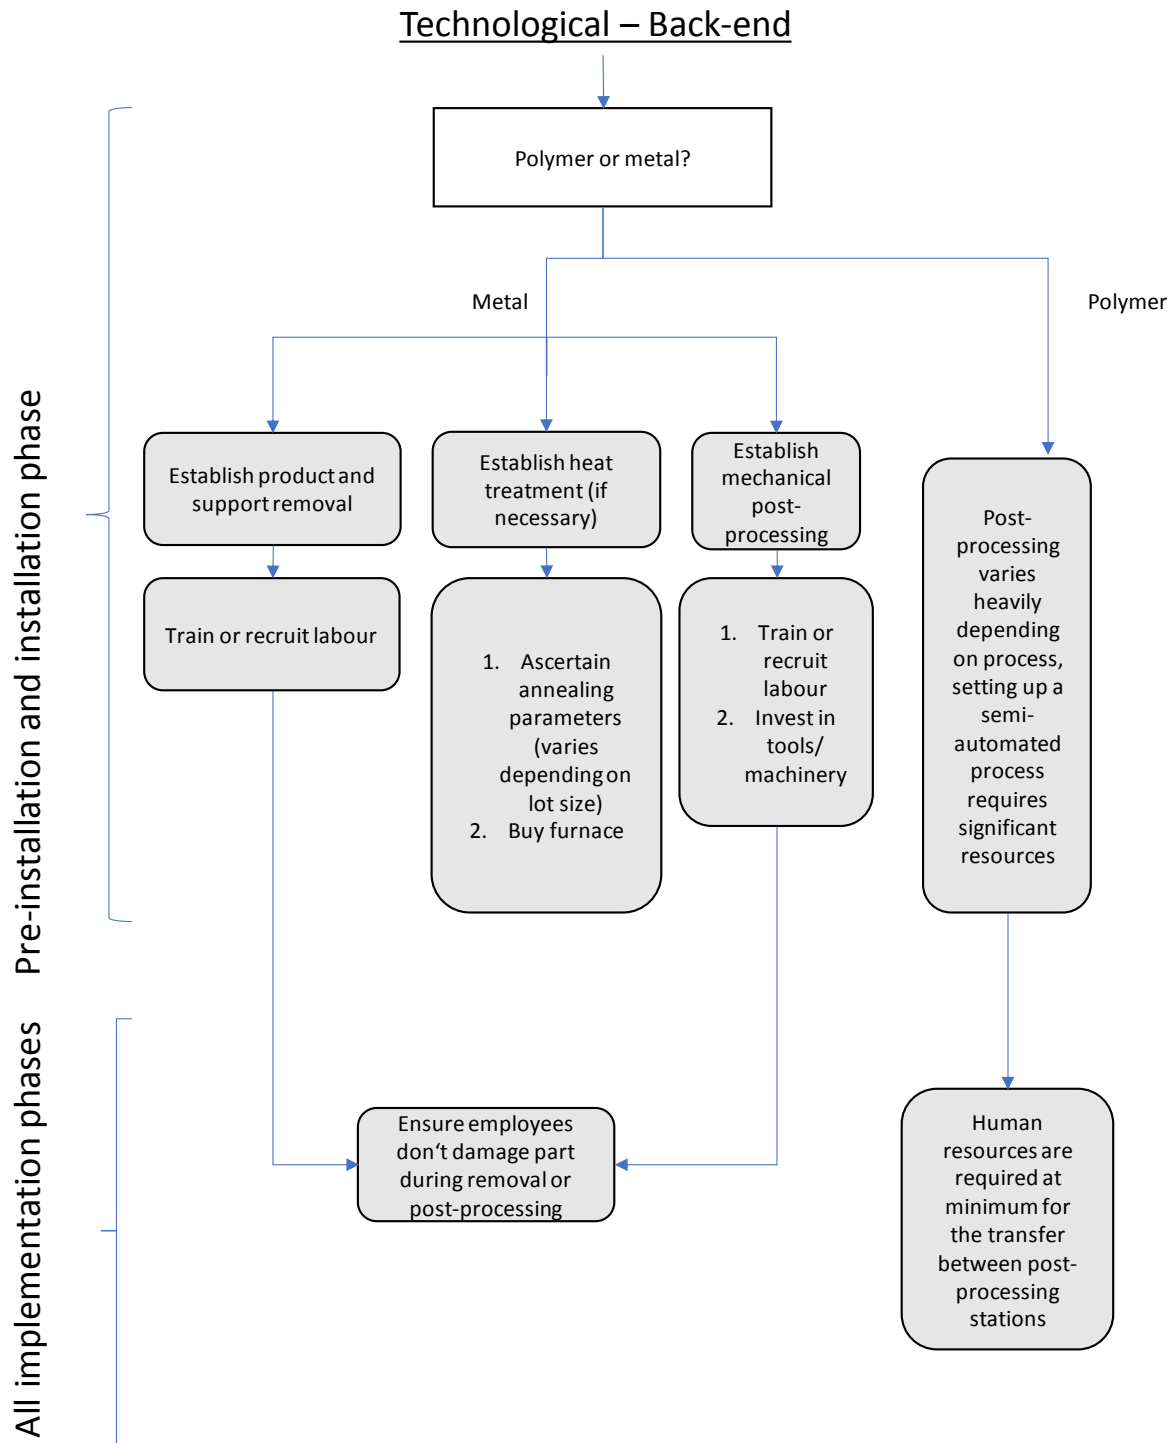 Technological – Back-end
Polymer or metal?
Metal
Polymer
Pre-installation and installation phase
Establish product and
support removal
Establish heat
treatment (if
necessary)
Establish
mechanical
post-
processing
Post-
processing
varies
heavily
depending
on process,
setting up a
semi-
automated
process
requires
significant
resources
Train or recruit labour
1. Ascertain
annealing
parameters
(varies
depending on
lot size)
2. Buy furnace
1. Train or
recruit
labour
2. Invest in
tools/
machinery
All implementation phases
Ensure employees
don‘t damage part
during removal or
post-processing
Human
resources are
required at
minimum for
the transfer
between post-
processing
stations